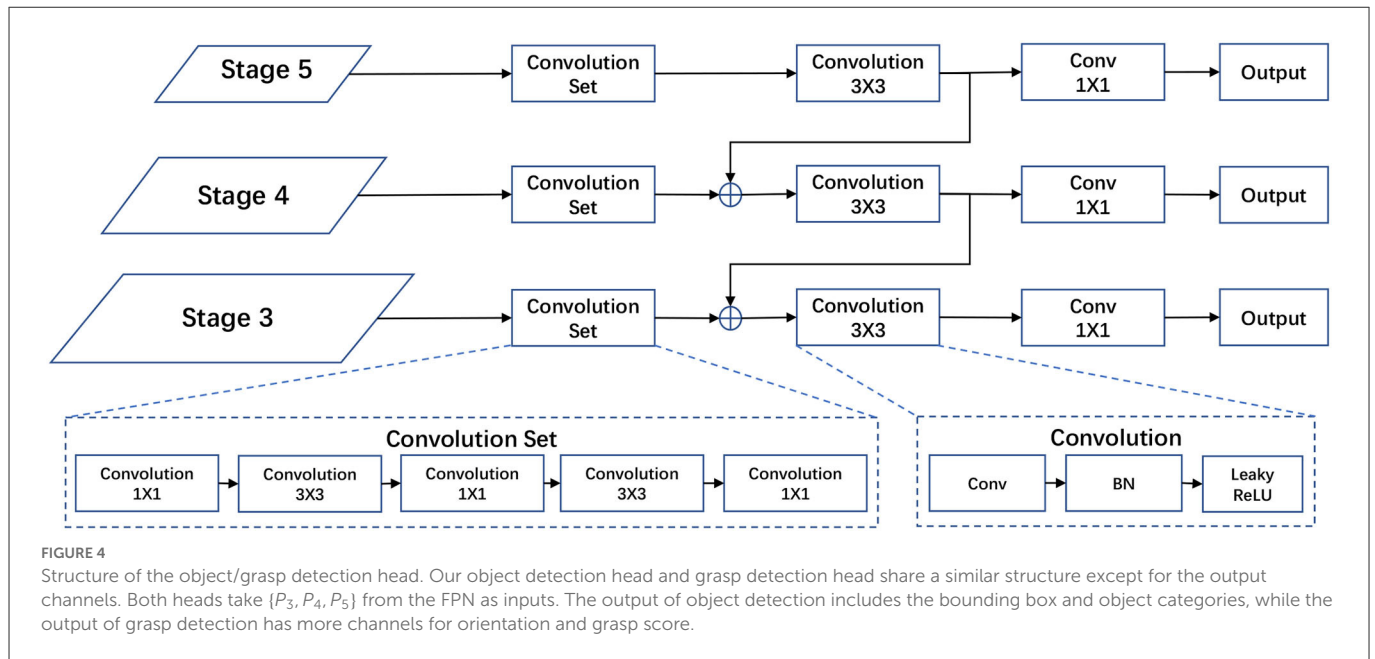 Stage 5
Convolution
Set
Convolution
3X3
Conv
1X1
Output
Stage 4
Convolution
Set
Convolution
3X3
Conv
1X1
Output
Stage 3
Convolution
Set
Convolution
3X3
Conv
1X1
Output
Convolution Set
Convolution
1X1
Convolution
3X3
Convolution
1X1
Convolution
3X3
Convolution
1X1
Convolution
Conv
BN
Leaky
ReLU
FIGURE 4
Structure of the object/grasp detection head. Our object detection head and grasp detection head share a similar structure except for the output
channels. Both heads take {P₃, P₄, P₅} from the FPN as inputs. The output of object detection includes the bounding box and object categories, while the
output of grasp detection has more channels for orientation and grasp score.